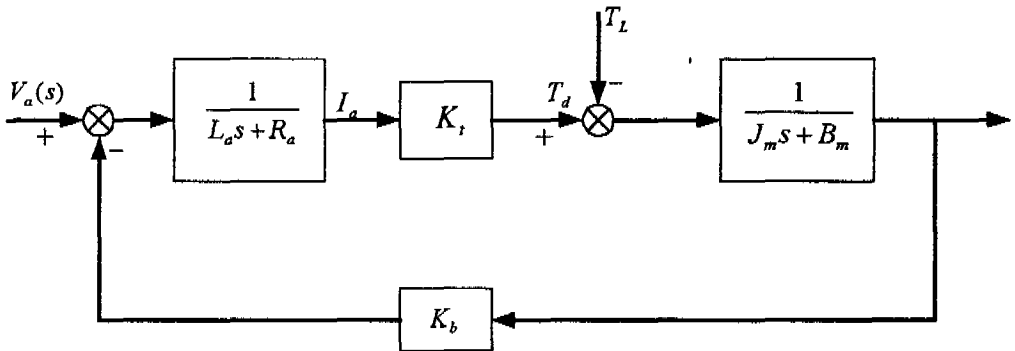 T_L
V_a(s)
1
L_a s + R_a
I_a
K_t
T_d
1
J_m s + B_m
+
−
+
−
K_b